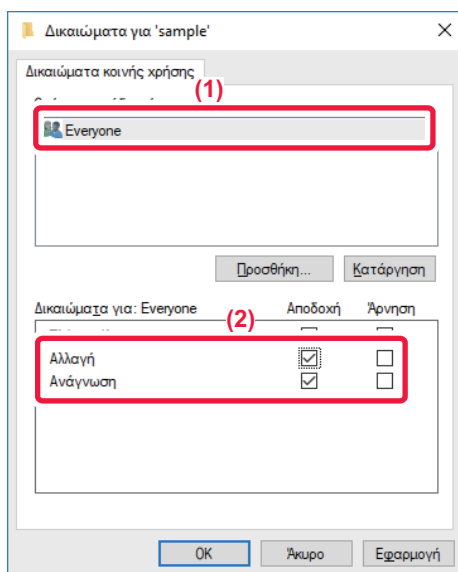 Δικαιώματα για 'sample'
Δικαιώματα κοινής χρήσης
(1)
Everyone
Προσθήκη... Κατάργηση
Δικαιώματα για: Everyone Αποδοχή Άρνηση
(2)
Αλλαγή
Ανάγνωση
OK Άκυρο Εφαρμογή